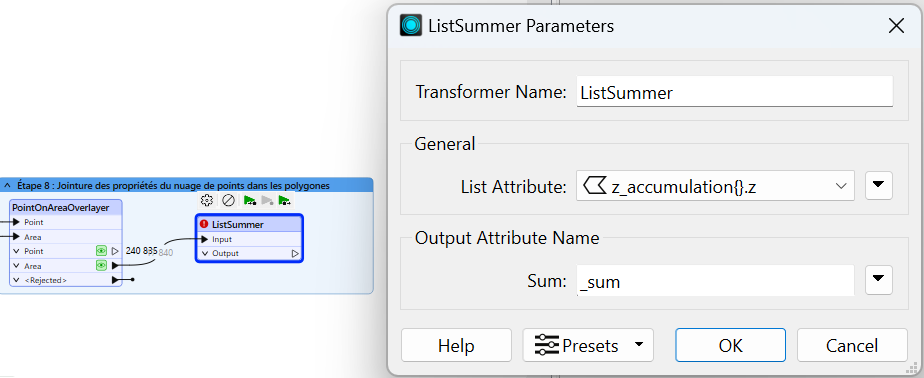 ListSummer Parameters
Transformer Name: ListSummer
General
List Attribute: z_accumulation{}.z
Output Attribute Name
Sum: _sum
Help Presets OK Cancel
Étape 8 : Jointure des propriétés du nuage de points dans les polygones
PointOnAreaOverlayer
Point
Area
Point
Area
<Rejected>
240 835 840
ListSummer
Input
Output